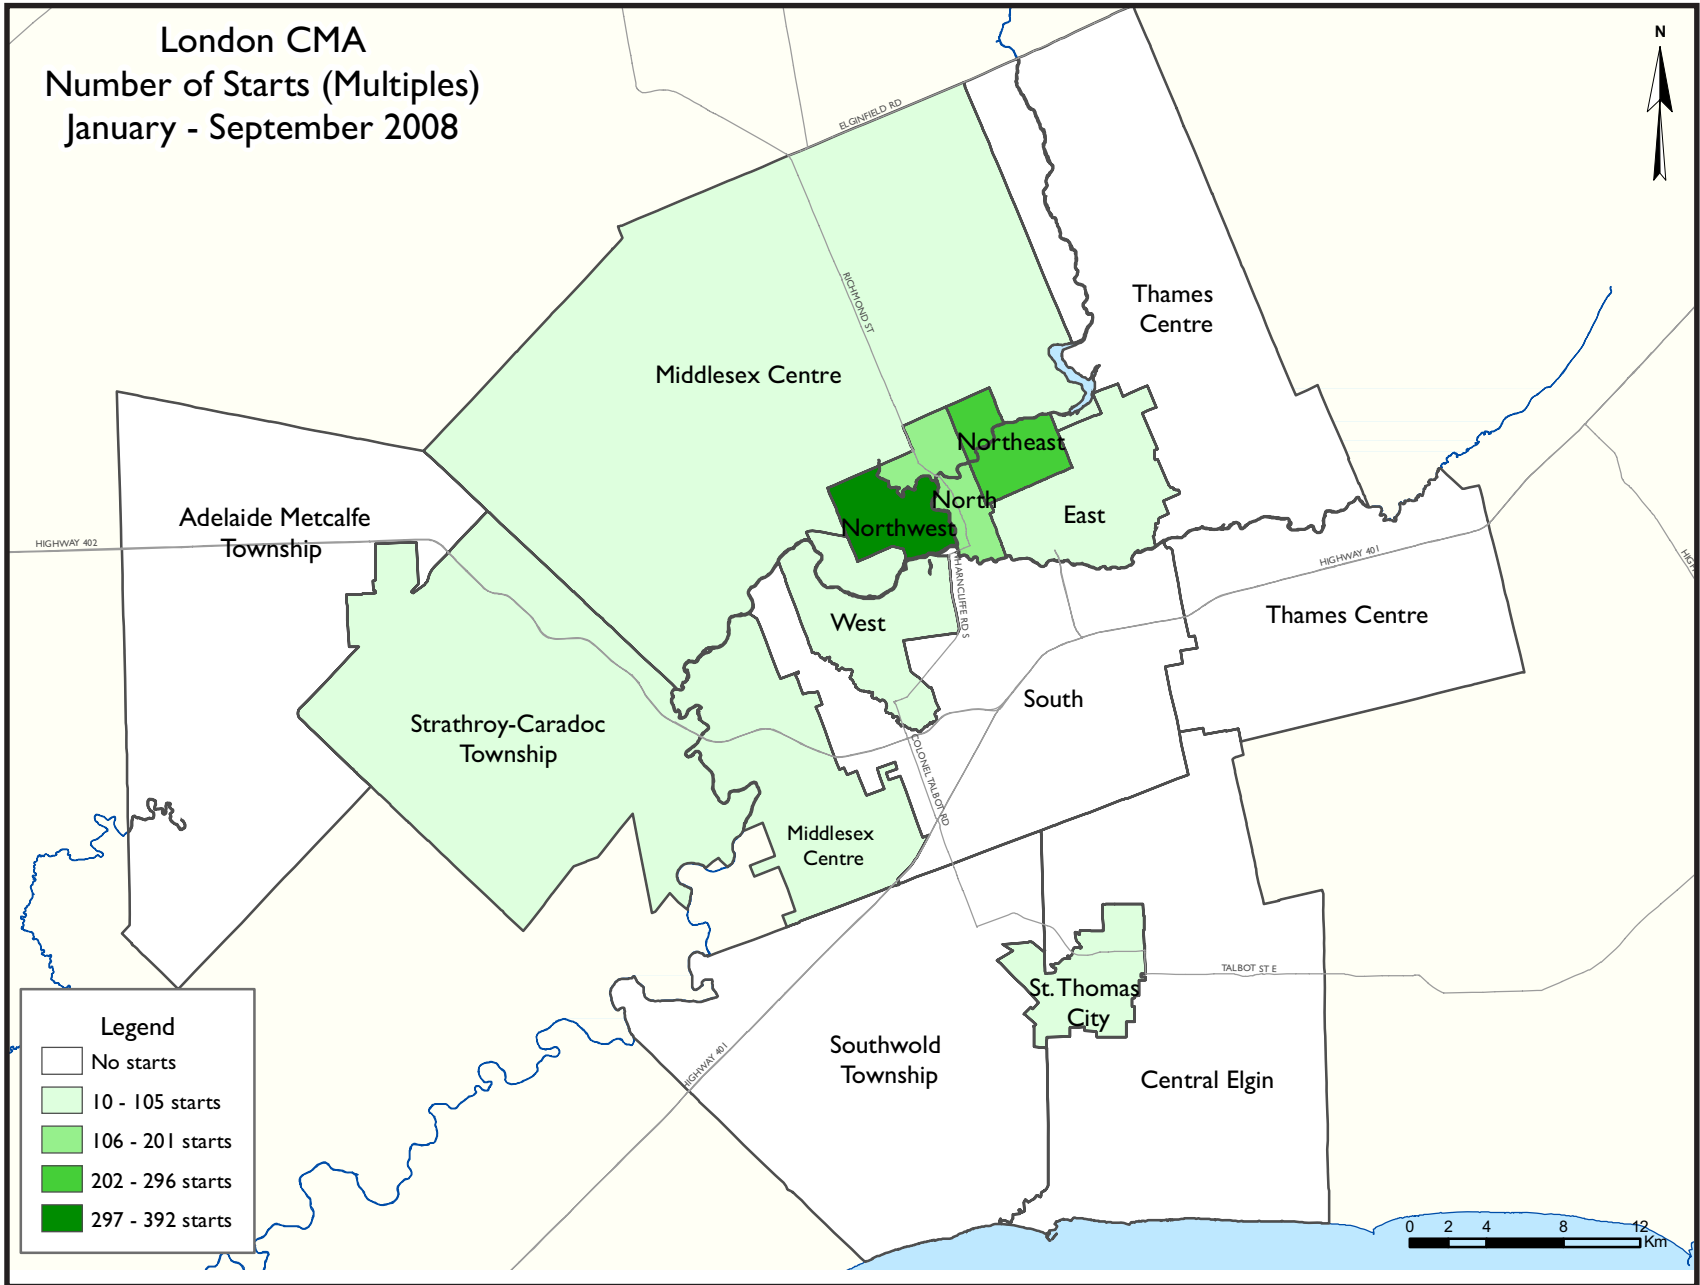 London CMA
Number of Starts (Multiples)
January - September 2008
N
ELGINFIELD RD
RICHMOND ST
Thames
Centre
Middlesex Centre
Northeast
North
Northwest
East
Adelaide Metcalfe
Township
HIGHWAY 402
HIGHWAY 401
WHARNCLIFFE RD S
West
Thames Centre
South
Strathroy-Caradoc
Township
COLONEL TALBOT RD
Middlesex
Centre
TALBOT ST E
St. Thomas
City
Southwold
Township
HIGHWAY 401
Central Elgin
Legend
No starts
10 - 105 starts
106 - 201 starts
202 - 296 starts
297 - 392 starts
0 2 4 8 12
Km